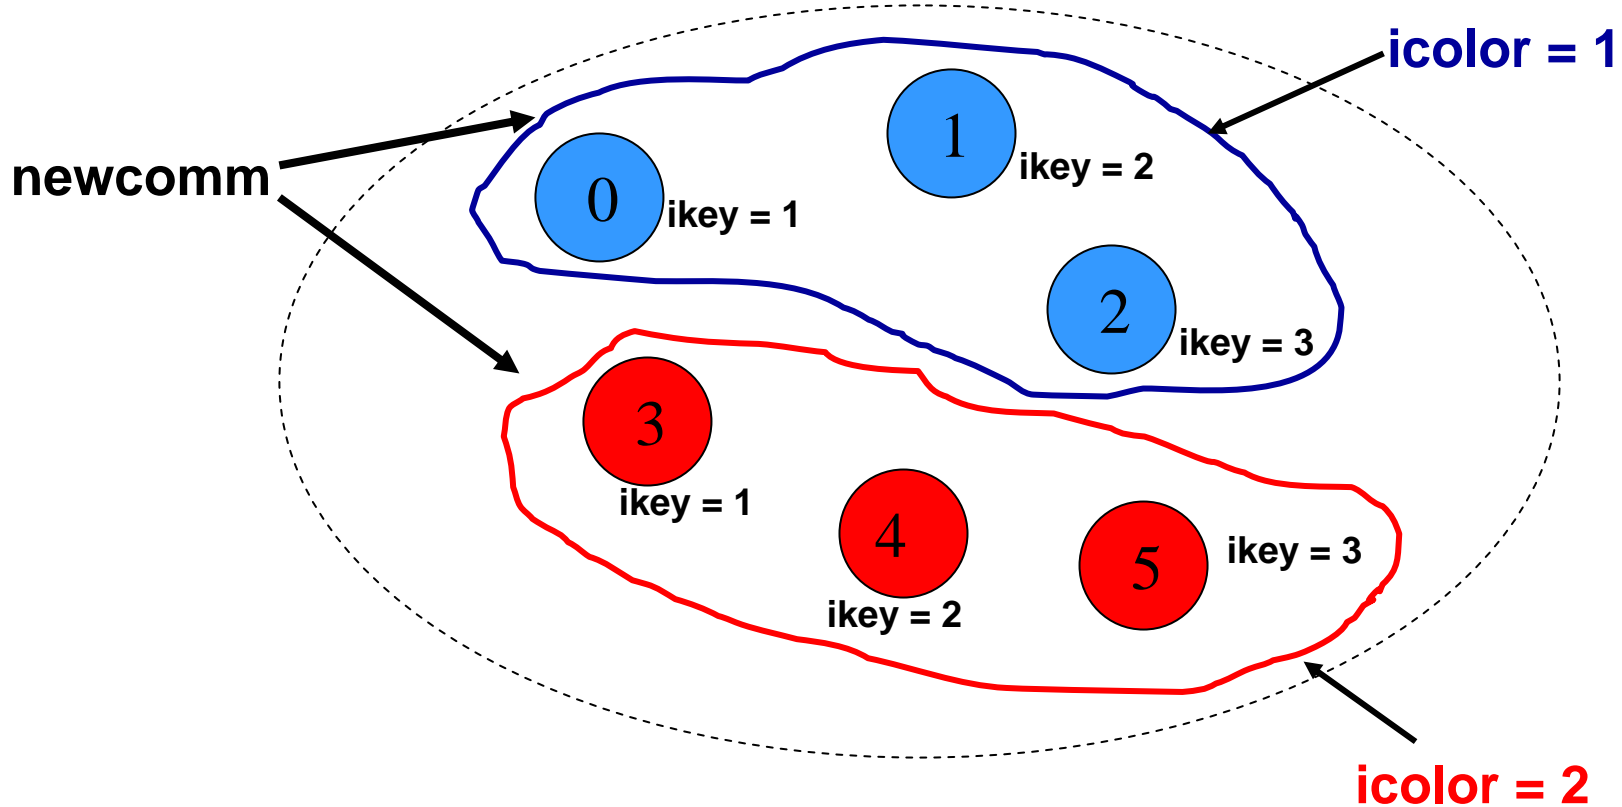 icolor = 1
1
ikey = 2
newcomm
0
ikey = 1
2
ikey = 3
3
ikey = 1
4
ikey = 2
5
ikey = 3
icolor = 2